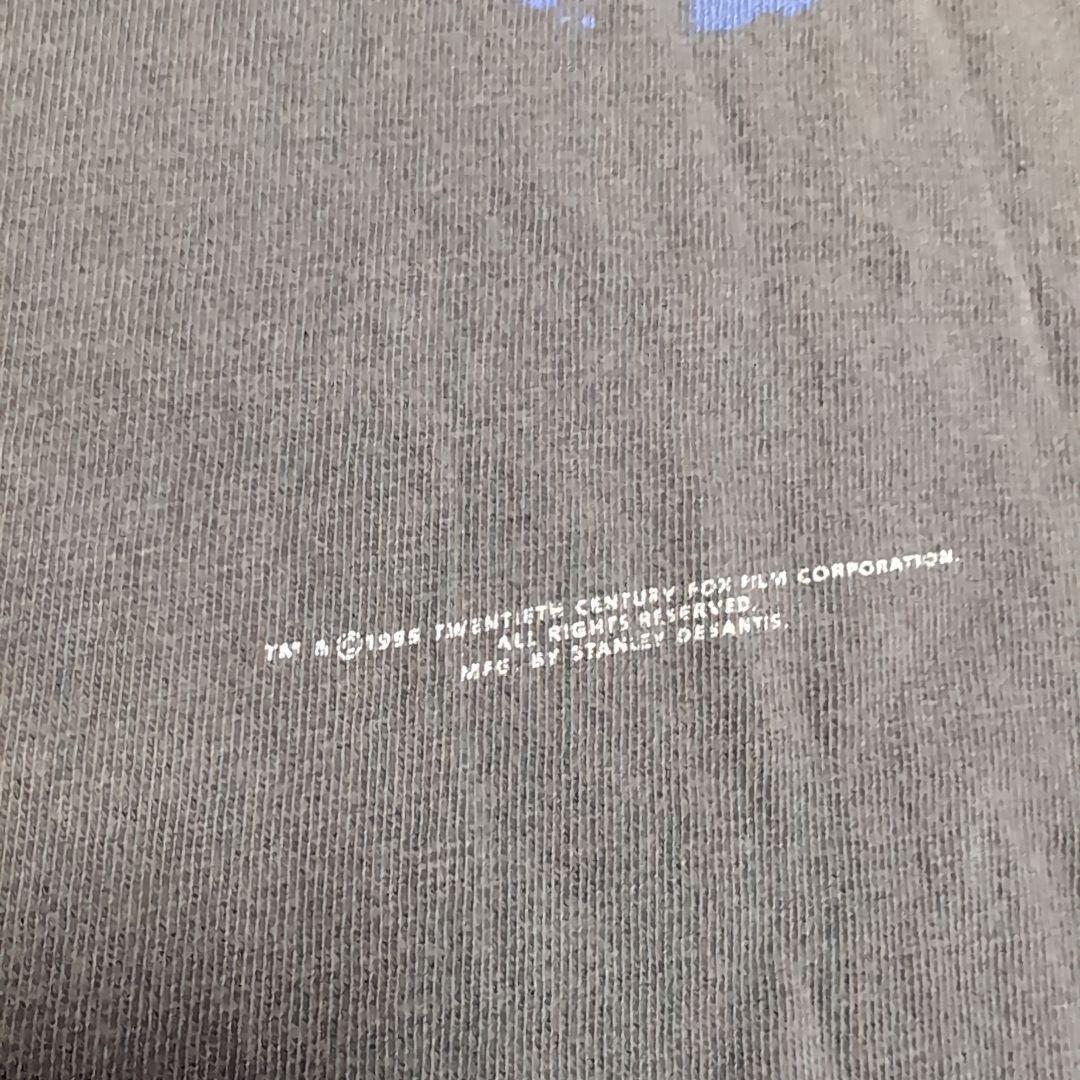 TM & ©1995 TWENTIETH CENTURY FOX FILM CORPORATION.
ALL RIGHTS RESERVED.
MFG. BY STANLEY DESANTIS.